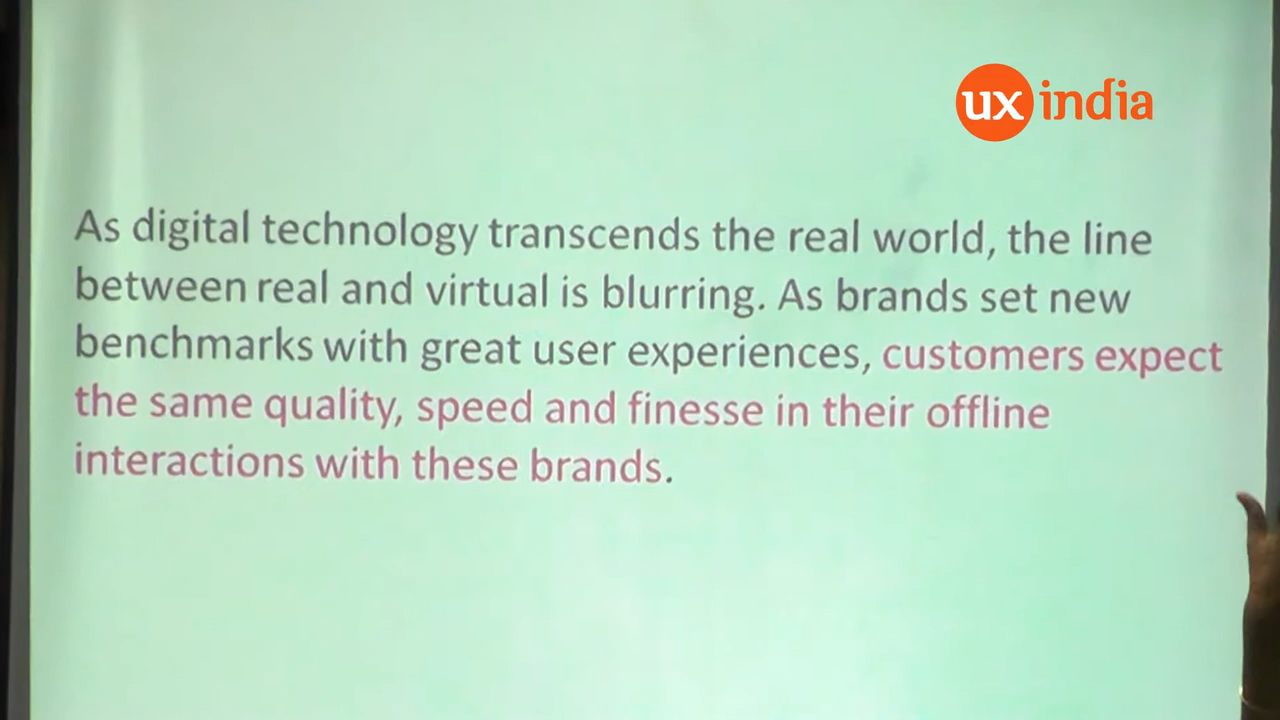 ux india
As digital technology transcends the real world, the line
between real and virtual is blurring. As brands set new
benchmarks with great user experiences, customers expect
the same quality, speed and finesse in their offline
interactions with these brands.